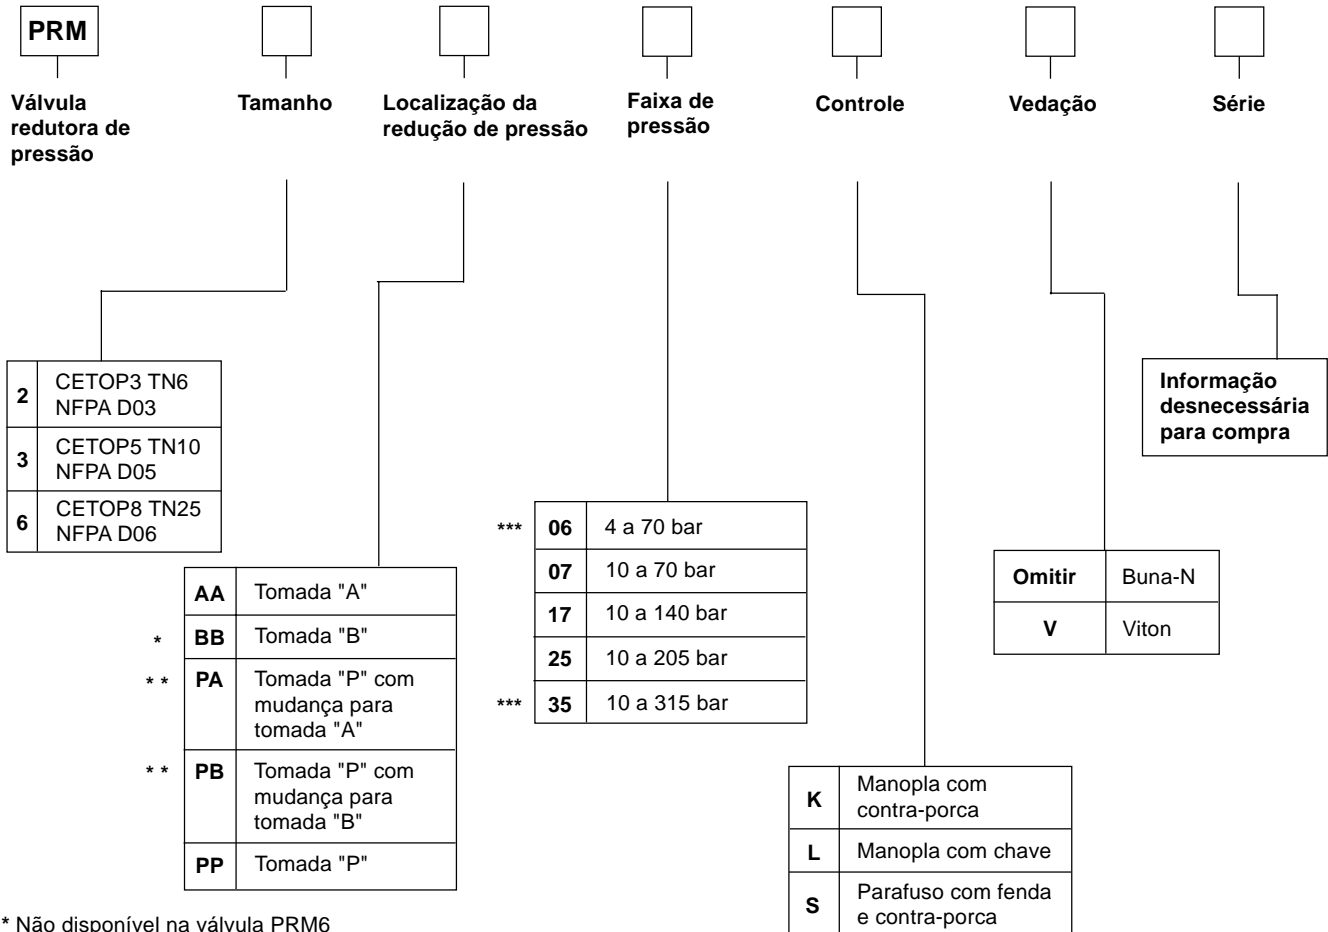 PRM
Válvula
redutora de
pressão
Tamanho
Localização da
redução de pressão
Faixa de
pressão
Controle
Vedação
Série
2 CETOP3 TN6
NFPA D03
3 CETOP5 TN10
NFPA D05
6 CETOP8 TN25
NFPA D06
AA Tomada "A"
* BB Tomada "B"
* * PA Tomada "P" com
mudança para
tomada "A"
* * PB Tomada "P" com
mudança para
tomada "B"
PP Tomada "P"
*** 06 4 a 70 bar
07 10 a 70 bar
17 10 a 140 bar
25 10 a 205 bar
*** 35 10 a 315 bar
K Manopla com
contra-porca
L Manopla com chave
S Parafuso com fenda
e contra-porca
Omitir Buna-N
V Viton
Informação
desnecessária
para compra
* Não disponível na válvula PRM6